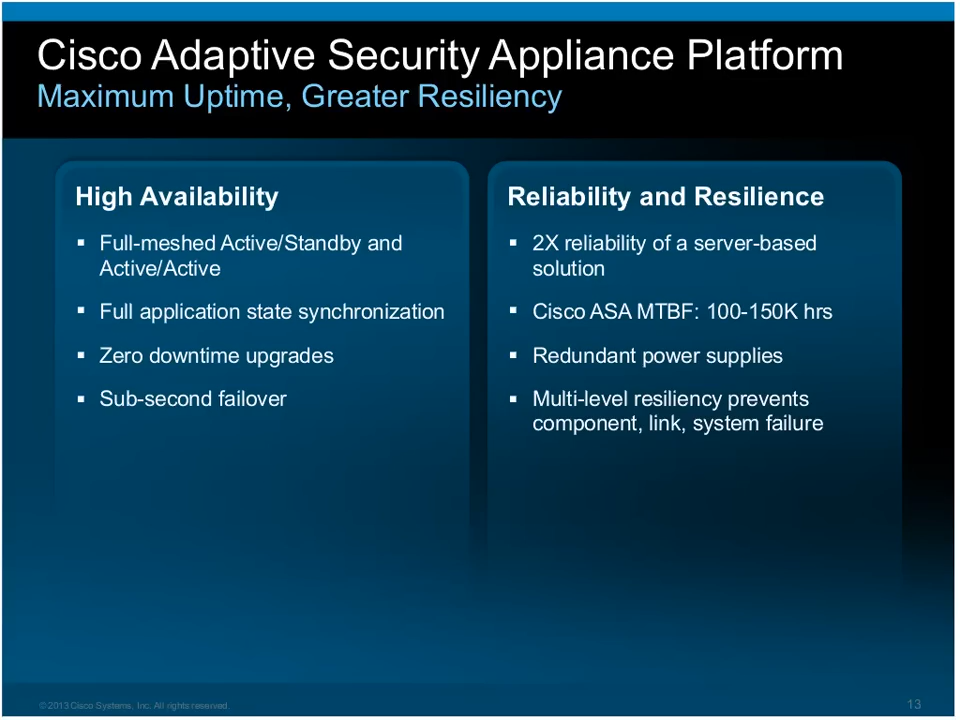 Cisco Adaptive Security Appliance Platform
Maximum Uptime, Greater Resiliency
High Availability
▪ Full-meshed Active/Standby and
Active/Active
▪ Full application state synchronization
▪ Zero downtime upgrades
▪ Sub-second failover
Reliability and Resilience
▪ 2X reliability of a server-based
solution
▪ Cisco ASA MTBF: 100-150K hrs
▪ Redundant power supplies
▪ Multi-level resiliency prevents
component, link, system failure
© 2013 Cisco Systems, Inc. All rights reserved.
13